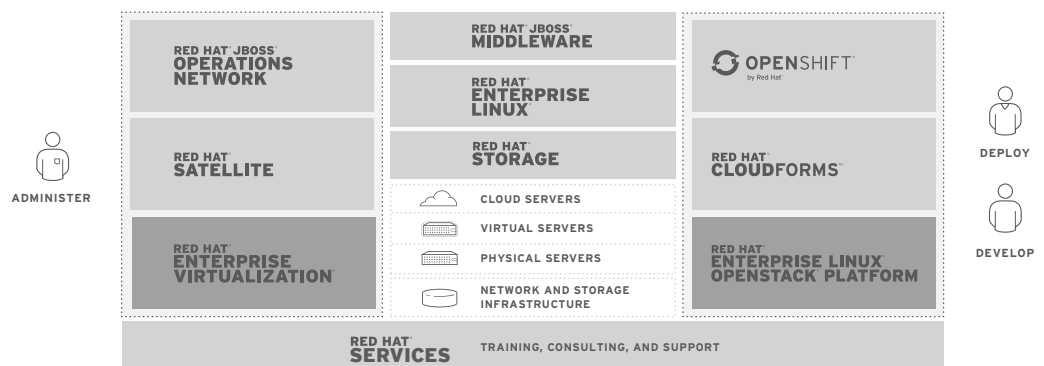 ADMINISTER
RED HAT® JBOSS®
OPERATIONS
NETWORK
RED HAT®
SATELLITE
RED HAT®
ENTERPRISE
VIRTUALIZATION
RED HAT® JBOSS®
MIDDLEWARE
RED HAT®
ENTERPRISE
LINUX®
RED HAT®
STORAGE
CLOUD SERVERS
VIRTUAL SERVERS
PHYSICAL SERVERS
NETWORK AND STORAGE
INFRASTRUCTURE
OPENSHIFT™
by Red Hat®
RED HAT®
CLOUDFORMS™
RED HAT®
ENTERPRISE LINUX®
OPENSTACK® PLATFORM
DEPLOY
DEVELOP
RED HAT®
SERVICES
TRAINING, CONSULTING, AND SUPPORT